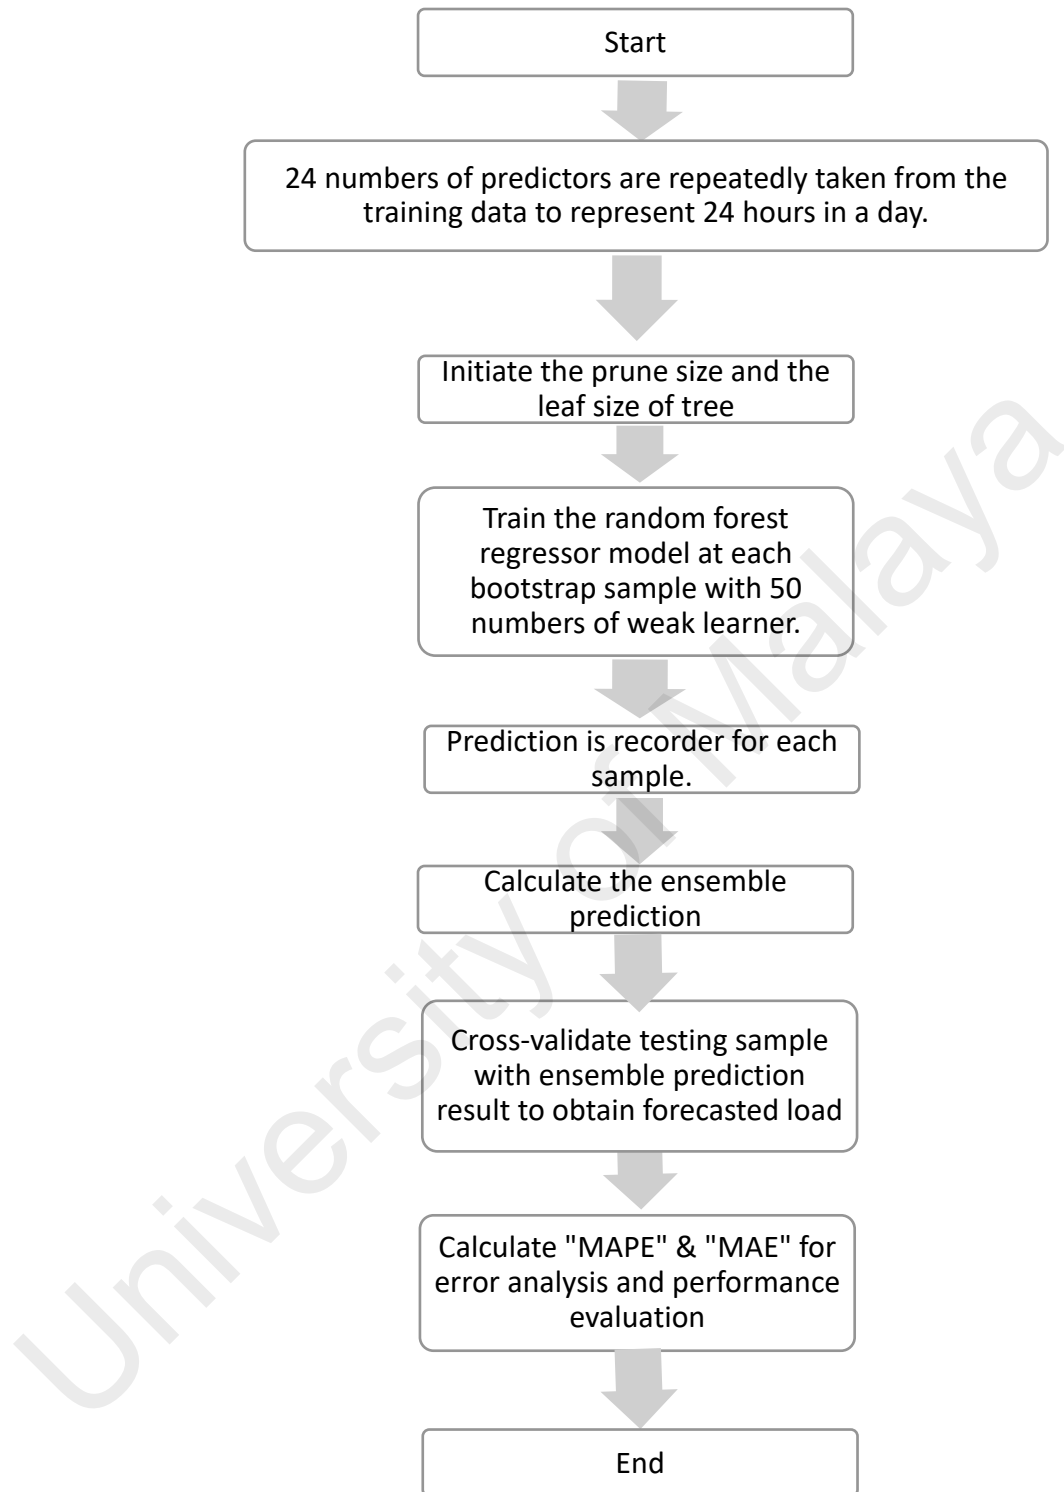 Start
24 numbers of predictors are repeatedly taken from the
training data to represent 24 hours in a day.
Initiate the prune size and the
leaf size of tree
Train the random forest
regressor model at each
bootstrap sample with 50
numbers of weak learner.
Prediction is recorder for each
sample.
Calculate the ensemble
prediction
Cross-validate testing sample
with ensemble prediction
result to obtain forecasted load
Calculate "MAPE" & "MAE" for
error analysis and performance
evaluation
End
University of Malaya